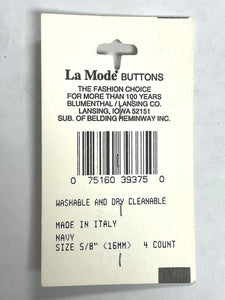 La Mode BUTTONS
THE FASHION CHOICE
FOR MORE THAN 100 YEARS
BLUMENTHAL / LANSING CO.
LANSING, IOWA 52151
SUB. OF BELDING HEMINWAY INC.
0 75160 39375 0
WASHABLE AND DRY CLEANABLE
MADE IN ITALY
NAVY
SIZE 5/8" (16MM) 4 COUNT